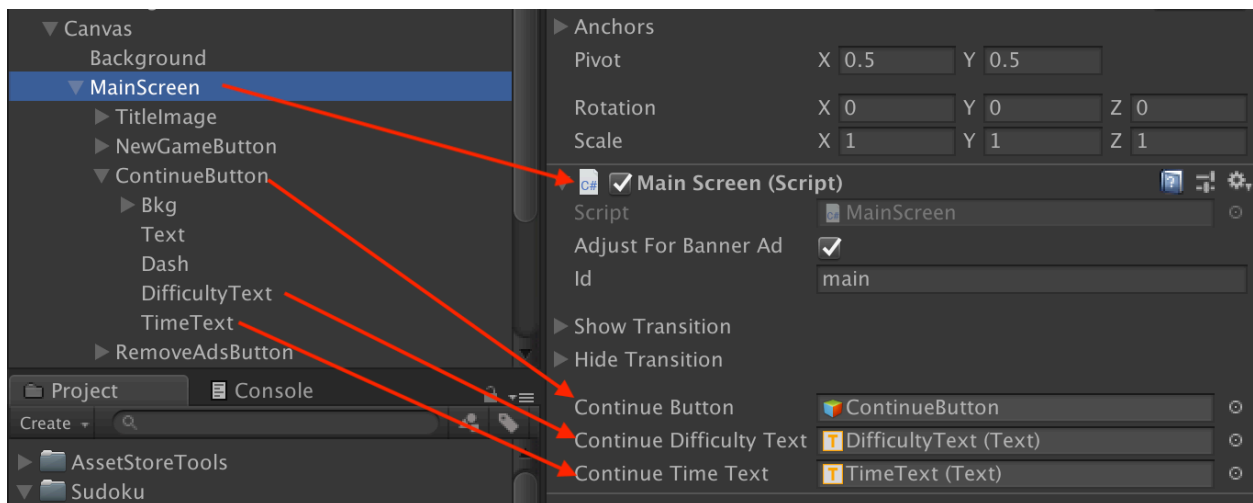 Canvas
Background
MainScreen
TitleImage
NewGameButton
ContinueButton
Bkg
Text
Dash
DifficultyText
TimeText
RemoveAdsButton
Project Console
Create
AssetStoreTools
Sudoku
Anchors
Pivot X 0.5 Y 0.5
Rotation X 0 Y 0 Z 0
Scale X 1 Y 1 Z 1
C# Main Screen (Script)
Script MainScreen
Adjust For Banner Ad
Id main
Show Transition
Hide Transition
Continue Button ContinueButton
Continue Difficulty Text T DifficultyText (Text)
Continue Time Text T TimeText (Text)